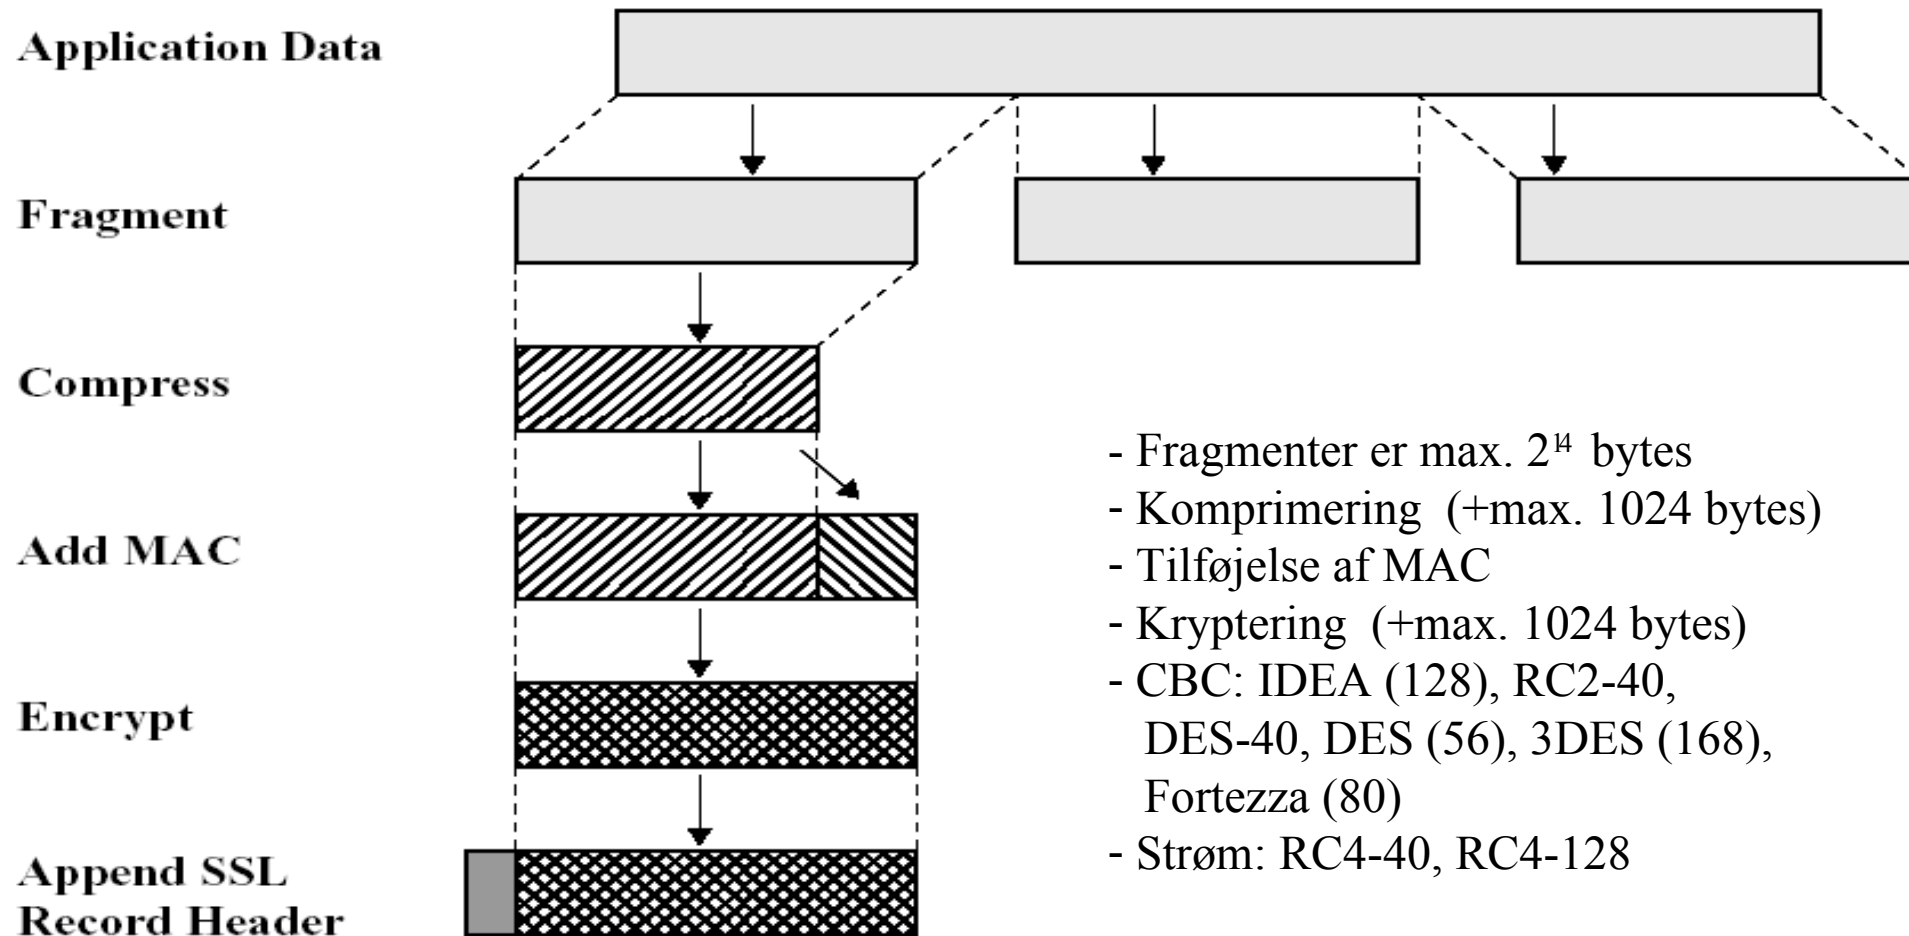 Application Data
Fragment
Compress
Add MAC
Encrypt
Append SSL
Record Header
- Fragmenter er max. 2¹⁴ bytes
- Komprimering (+max. 1024 bytes)
- Tilføjelse af MAC
- Kryptering (+max. 1024 bytes)
- CBC: IDEA (128), RC2-40,
DES-40, DES (56), 3DES (168),
Fortezza (80)
- Strøm: RC4-40, RC4-128